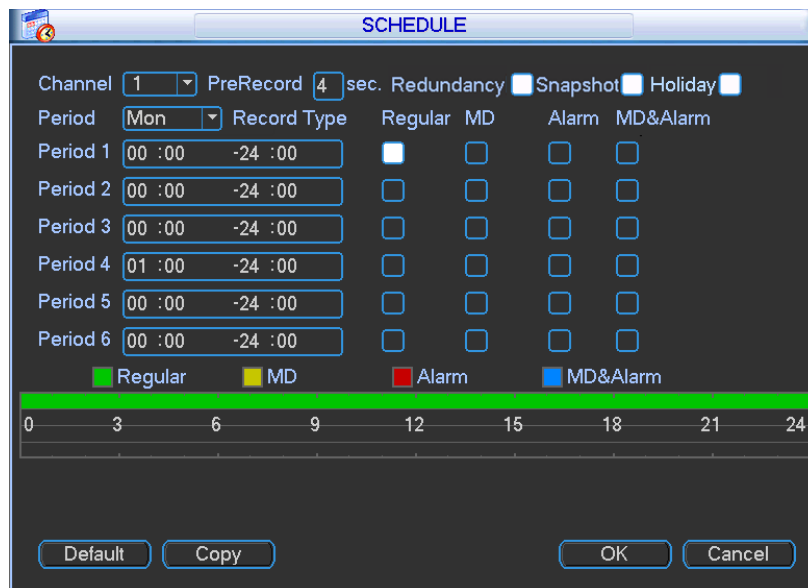 SCHEDULE
Channel 1 PreRecord 4 sec. Redundancy Snapshot Holiday
Period Mon Record Type Regular MD Alarm MD&Alarm
Period 1 00 :00 -24 :00
Period 2 00 :00 -24 :00
Period 3 00 :00 -24 :00
Period 4 01 :00 -24 :00
Period 5 00 :00 -24 :00
Period 6 00 :00 -24 :00
Regular MD Alarm MD&Alarm
0 3 6 9 12 15 18 21 24
Default Copy OK Cancel